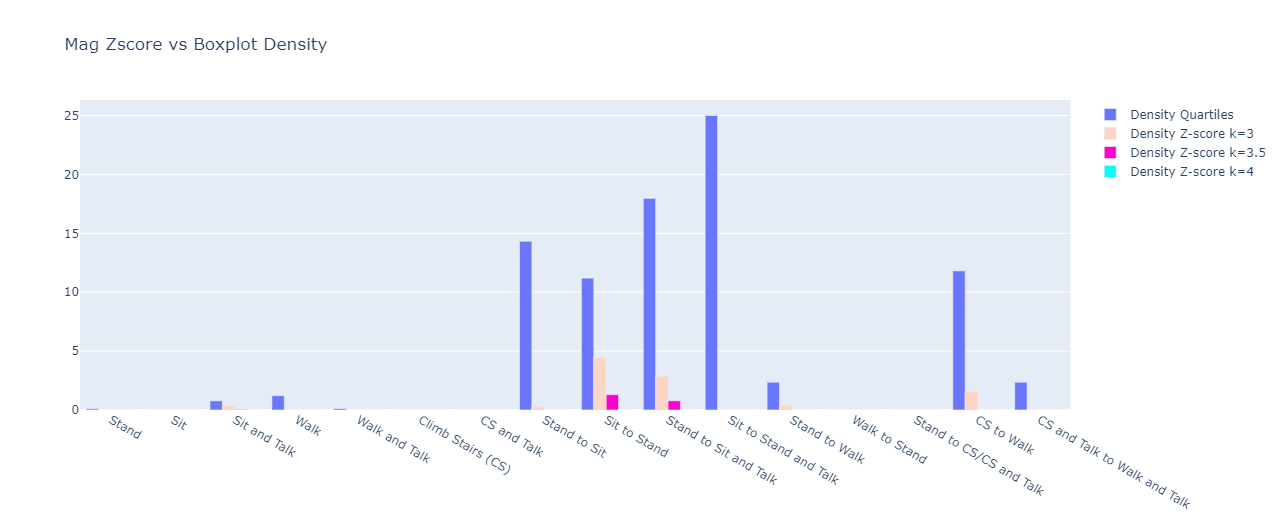 Mag Zscore vs Boxplot Density
25
20
15
10
5
0
Density Quartiles
Density Z-score k=3
Density Z-score k=3.5
Density Z-score k=4
Stand
Sit
Sit and Talk
Walk
Walk and Talk
Climb Stairs (CS)
CS and Talk
Stand to Sit
Sit to Stand
Stand to Sit and Talk
Sit to Stand and Talk
Stand to Walk
Walk to Stand
Stand to CS/CS and Talk
CS to Walk
CS and Talk to Walk and Talk